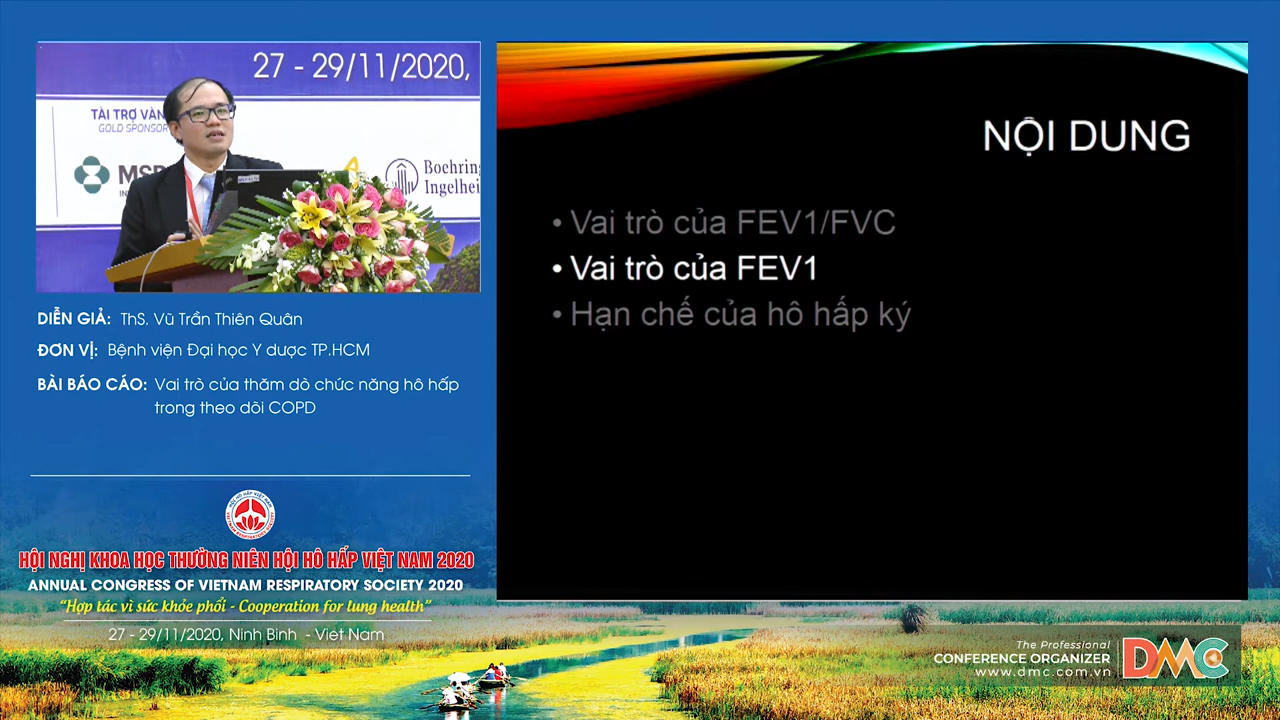 27 - 29/11/2020,
TÀI TRỢ VÀN
GOLD SPONSOR
MSD
Boehring
Ingelhei
DIỄN GIẢ: ThS. Vũ Trần Thiên Quân
ĐƠN VỊ: Bệnh viện Đại học Y dược TP.HCM
BÀI BÁO CÁO: Vai trò của thăm dò chức năng hô hấp
trong theo dõi COPD
HỘI NGHỊ KHOA HỌC THƯỜNG NIÊN HỘI HÔ HẤP VIỆT NAM 2020
ANNUAL CONGRESS OF VIETNAM RESPIRATORY SOCIETY 2020
“Hợp tác vì sức khỏe phổi - Cooperation for lung health”
27 - 29/11/2020, Ninh Bình - Viet Nam
NỘI DUNG
• Vai trò của FEV1/FVC
• Vai trò của FEV1
• Hạn chế của hô hấp ký
The Professional
CONFERENCE ORGANIZER
www.dmc.com.vn
DMC